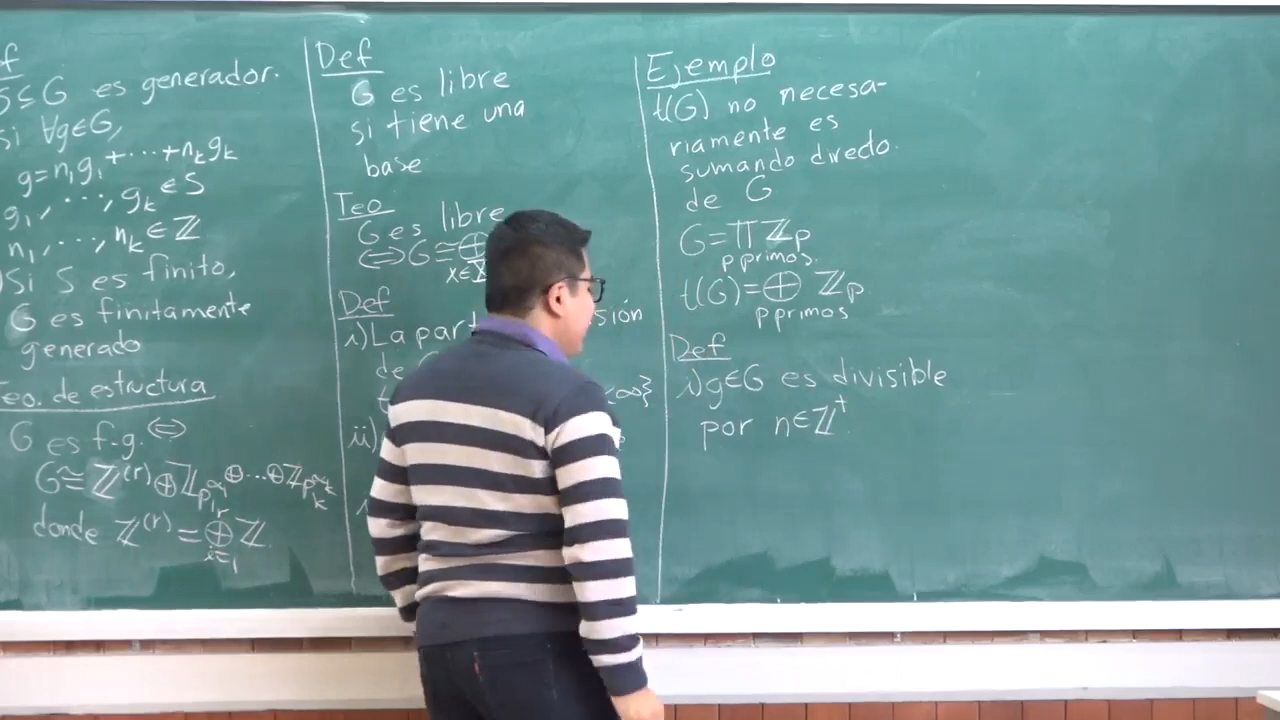 f
S⊆G es generador.
si ∀g∈G,
g=n₁g₁+⋯+nₖgₖ
g₁,⋯,gₖ∈S
n₁,⋯,nₖ∈ℤ
)Si S es finito,
G es finitamente
generado
Teo. de estructura
G es f.g. ⟺
G≅ℤ⁽ʳ⁾⊕ℤ_{p₁^{α₁}}⊕⋯⊕ℤ_{pₖ^{αₖ}}
donde ℤ⁽ʳ⁾=⊕_{i=1}^{r}ℤ.
Def
G es libre
si tiene una
base
Teo
G es libre
⟺G≅⊕
x∈X
Def
i)La part sión
de
t <∞}
ii)
Ejemplo
t(G) no necesa-
riamente es
sumando directo.
de G
G=∏ℤₚ
p primos.
t(G)=⊕ ℤₚ
p primos
Def
i)g∈G es divisible
por n∈ℤ⁺